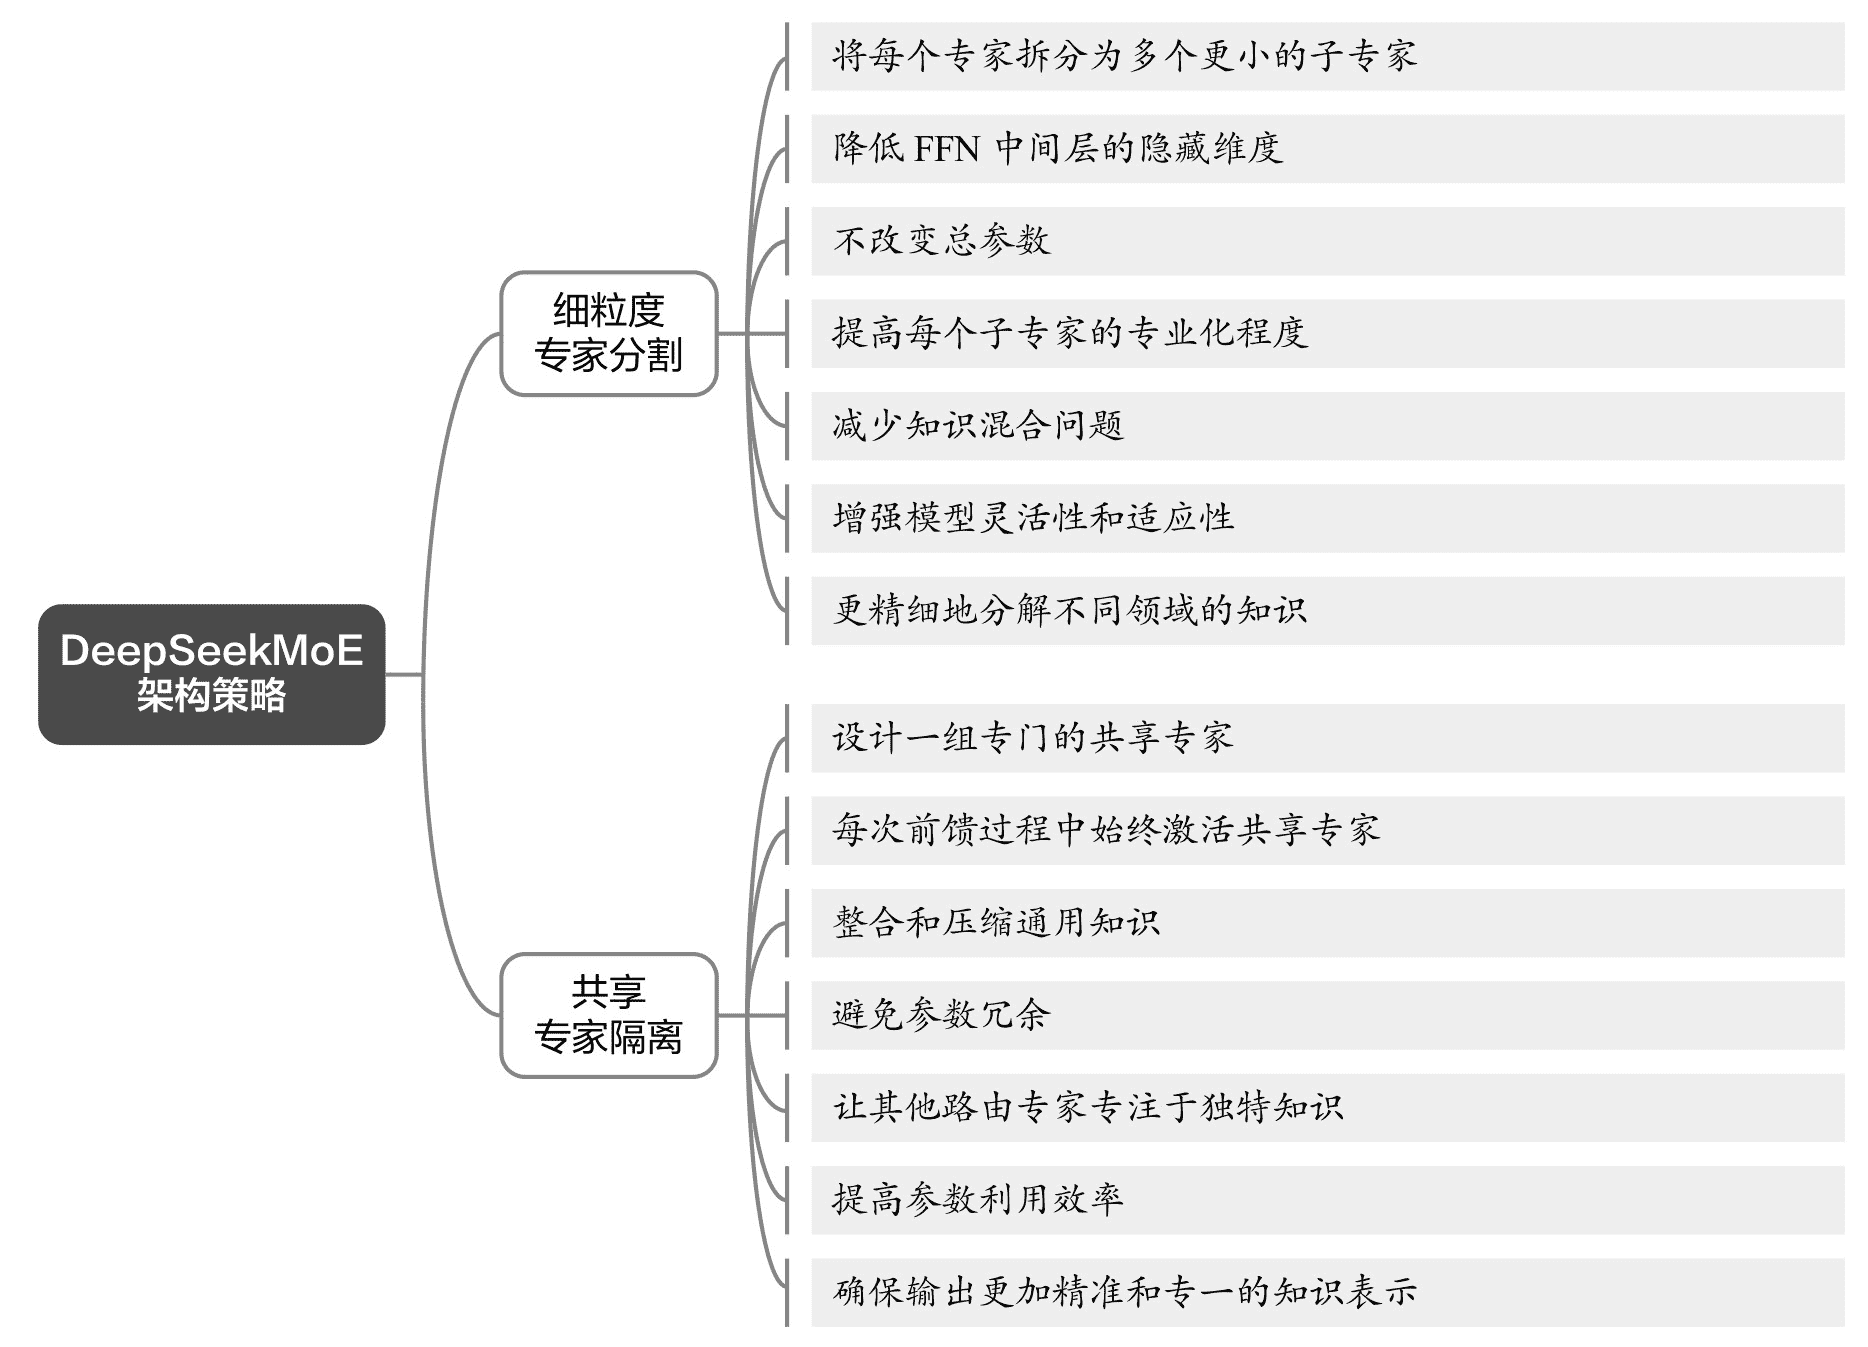 DeepSeekMoE
架构策略
细粒度
专家分割
将每个专家拆分为多个更小的子专家
降低 FFN 中间层的隐藏维度
不改变总参数
提高每个子专家的专业化程度
减少知识混合问题
增强模型灵活性和适应性
更精细地分解不同领域的知识
共享
专家隔离
设计一组专门的共享专家
每次前馈过程中始终激活共享专家
整合和压缩通用知识
避免参数冗余
让其他路由专家专注于独特知识
提高参数利用效率
确保输出更加精准和专一的知识表示